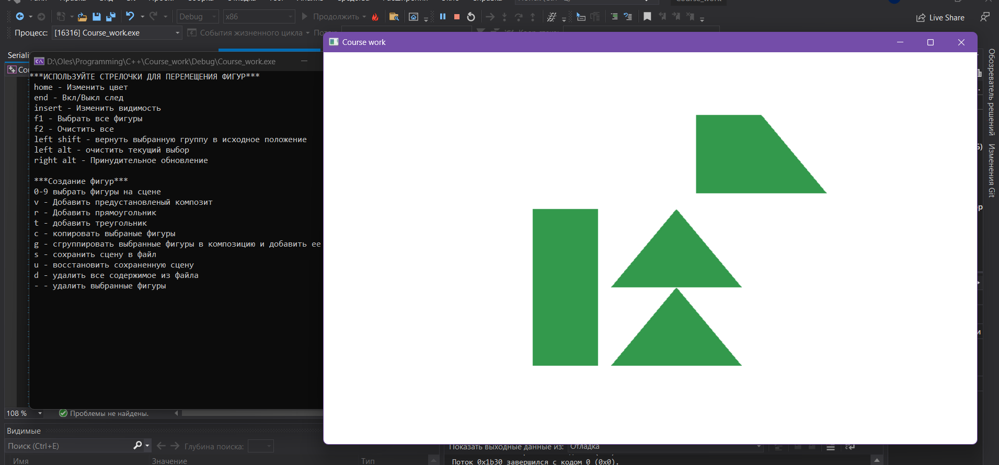 Debug
x86
Продолжить
Live Share
Процесс:
[16316] Course_work.exe
События жизненного цикла
Course work
D:\Oles\Programming\C++\Course_work\Debug\Course_work.exe
***ИСПОЛЬЗУЙТЕ СТРЕЛОЧКИ ДЛЯ ПЕРЕМЕЩЕНИЯ ФИГУР***
home - Изменить цвет
end - Вкл/Выкл след
insert - Изменить видимость
f1 - Выбрать все фигуры
f2 - Очистить все
left shift - вернуть выбранную группу в исходное положение
left alt - очистить текущий выбор
right alt - Принудительное обновление
***Создание фигур***
0-9 выбрать фигуры на сцене
v - Добавить предустановленый композит
r - Добавить прямоугольник
t - добавить треугольник
c - копировать выбраные фигуры
g - сгруппировать выбранные фигуры в композицию и добавить ее
s - сохранить сцену в файл
u - восстановить сохраненную сцену
d - удалить все содержимое из файла
- - удалить выбранные фигуры
Обозреватель решений
Изменения Git
108 %
Проблемы не найдены.
Видимые
Поиск (Ctrl+E)
Глубина поиска:
Показать выходные данные из:
Отладка
Имя
Значение
Тип
Поток 0x1b30 завершился с кодом 0 (0x0).